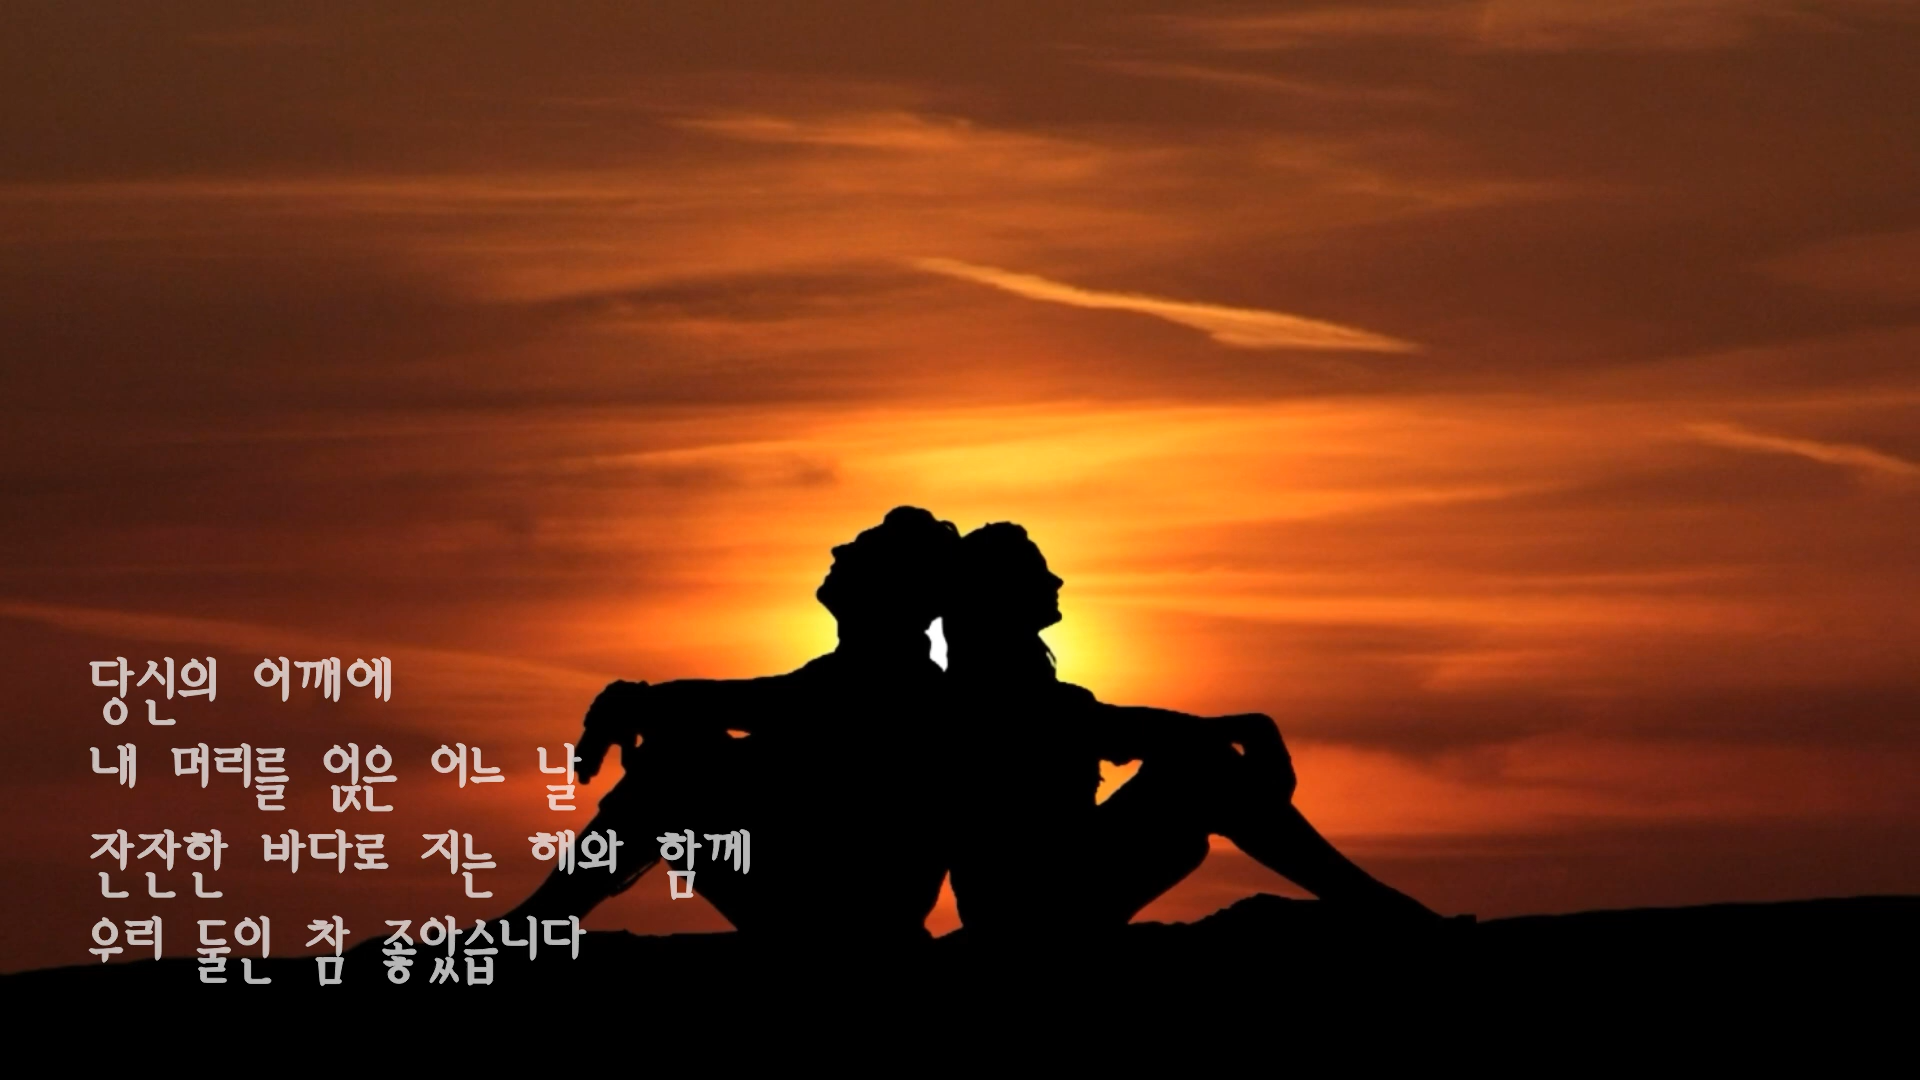 당신의 어깨에
내 머리를 얹은 어느 날
잔잔한 바다로 지는 해와 함께
우리 둘인 참 좋았습니다